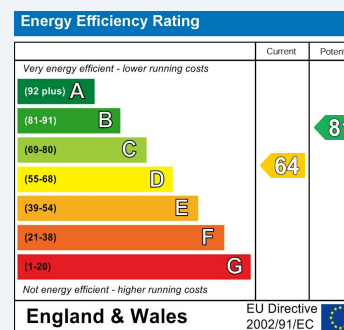 Energy Efficiency Rating
Current
Very energy efficient - lower running costs
(92 plus) A
(81-91) B
(69-80) C
(55-68) D
(39-54) E
(21-38) F
(1-20) G
64
Not energy efficient - higher running costs
England & Wales
EU Directive
2002/91/EC